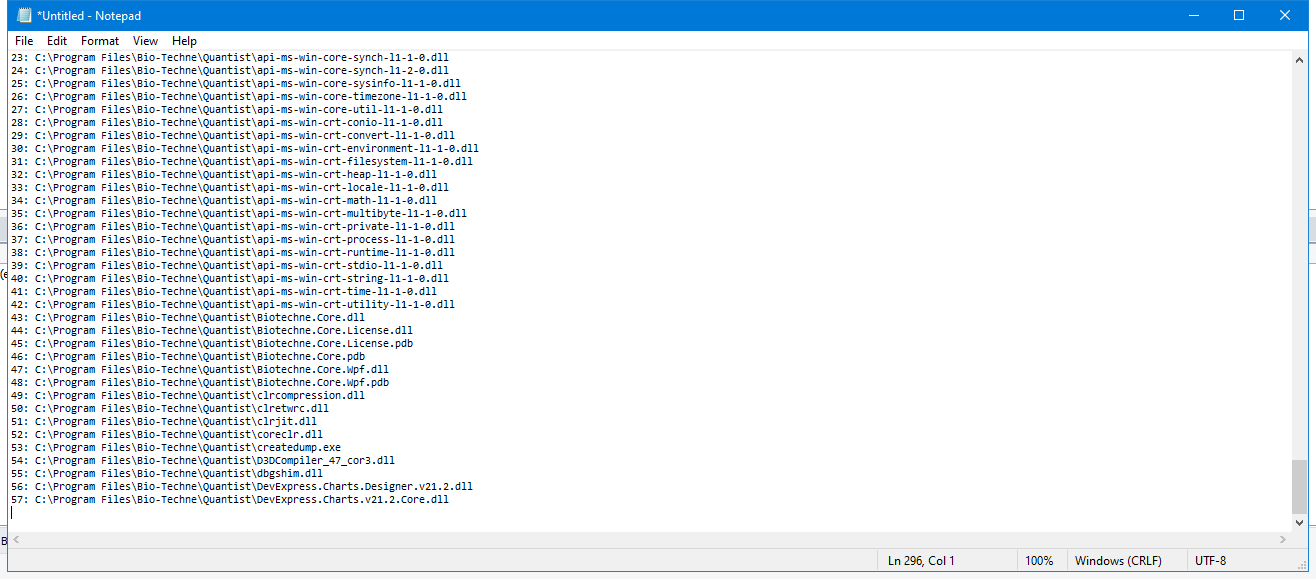 *Untitled - Notepad
File Edit Format View Help
23: C:\Program Files\Bio-Techne\Quantist\api-ms-win-core-synch-l1-1-0.dll
24: C:\Program Files\Bio-Techne\Quantist\api-ms-win-core-synch-l1-2-0.dll
25: C:\Program Files\Bio-Techne\Quantist\api-ms-win-core-sysinfo-l1-1-0.dll
26: C:\Program Files\Bio-Techne\Quantist\api-ms-win-core-timezone-l1-1-0.dll
27: C:\Program Files\Bio-Techne\Quantist\api-ms-win-core-util-l1-1-0.dll
28: C:\Program Files\Bio-Techne\Quantist\api-ms-win-crt-conio-l1-1-0.dll
29: C:\Program Files\Bio-Techne\Quantist\api-ms-win-crt-convert-l1-1-0.dll
30: C:\Program Files\Bio-Techne\Quantist\api-ms-win-crt-environment-l1-1-0.dll
31: C:\Program Files\Bio-Techne\Quantist\api-ms-win-crt-filesystem-l1-1-0.dll
32: C:\Program Files\Bio-Techne\Quantist\api-ms-win-crt-heap-l1-1-0.dll
33: C:\Program Files\Bio-Techne\Quantist\api-ms-win-crt-locale-l1-1-0.dll
34: C:\Program Files\Bio-Techne\Quantist\api-ms-win-crt-math-l1-1-0.dll
35: C:\Program Files\Bio-Techne\Quantist\api-ms-win-crt-multibyte-l1-1-0.dll
36: C:\Program Files\Bio-Techne\Quantist\api-ms-win-crt-private-l1-1-0.dll
37: C:\Program Files\Bio-Techne\Quantist\api-ms-win-crt-process-l1-1-0.dll
38: C:\Program Files\Bio-Techne\Quantist\api-ms-win-crt-runtime-l1-1-0.dll
39: C:\Program Files\Bio-Techne\Quantist\api-ms-win-crt-stdio-l1-1-0.dll
40: C:\Program Files\Bio-Techne\Quantist\api-ms-win-crt-string-l1-1-0.dll
41: C:\Program Files\Bio-Techne\Quantist\api-ms-win-crt-time-l1-1-0.dll
42: C:\Program Files\Bio-Techne\Quantist\api-ms-win-crt-utility-l1-1-0.dll
43: C:\Program Files\Bio-Techne\Quantist\Biotechne.Core.dll
44: C:\Program Files\Bio-Techne\Quantist\Biotechne.Core.License.dll
45: C:\Program Files\Bio-Techne\Quantist\Biotechne.Core.License.pdb
46: C:\Program Files\Bio-Techne\Quantist\Biotechne.Core.pdb
47: C:\Program Files\Bio-Techne\Quantist\Biotechne.Core.Wpf.dll
48: C:\Program Files\Bio-Techne\Quantist\Biotechne.Core.Wpf.pdb
49: C:\Program Files\Bio-Techne\Quantist\clrcompression.dll
50: C:\Program Files\Bio-Techne\Quantist\clretwrc.dll
51: C:\Program Files\Bio-Techne\Quantist\clrjit.dll
52: C:\Program Files\Bio-Techne\Quantist\coreclr.dll
53: C:\Program Files\Bio-Techne\Quantist\createdump.exe
54: C:\Program Files\Bio-Techne\Quantist\D3DCompiler_47_cor3.dll
55: C:\Program Files\Bio-Techne\Quantist\dbgshim.dll
56: C:\Program Files\Bio-Techne\Quantist\DevExpress.Charts.Designer.v21.2.dll
57: C:\Program Files\Bio-Techne\Quantist\DevExpress.Charts.v21.2.Core.dll
Ln 296, Col 1 100% Windows (CRLF) UTF-8